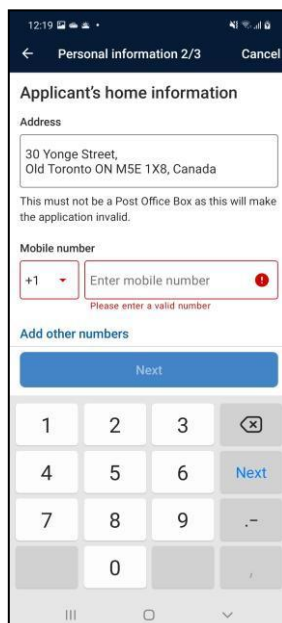 12:19
Personal information 2/3 Cancel
Applicant's home information
Address
30 Yonge Street,
Old Toronto ON M5E 1X8, Canada
This must not be a Post Office Box as this will make
the application invalid.
Mobile number
+1 Enter mobile number
Please enter a valid number
Add other numbers
Next
1 2 3
4 5 6 Next
7 8 9 .-
0 ,